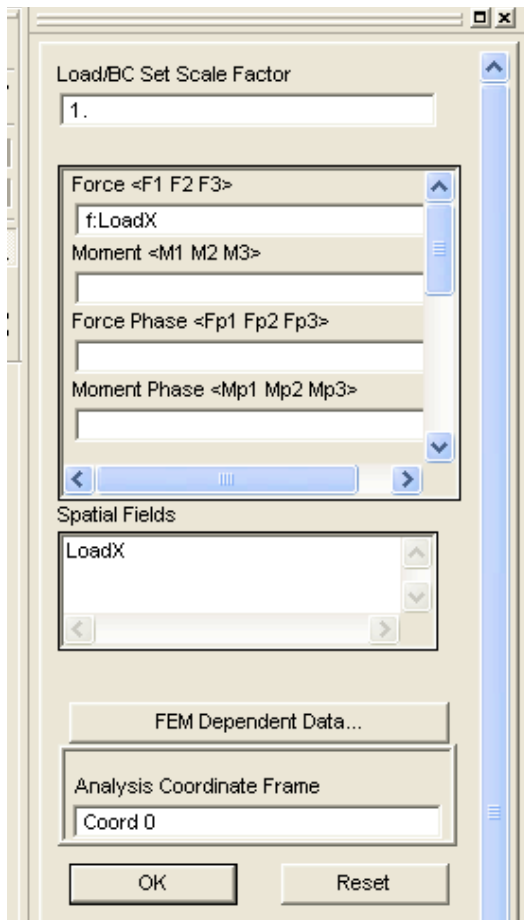 Load/BC Set Scale Factor
1.
Force <F1 F2 F3>
f:LoadX
Moment <M1 M2 M3>
Force Phase <Fp1 Fp2 Fp3>
Moment Phase <Mp1 Mp2 Mp3>
Spatial Fields
LoadX
FEM Dependent Data...
Analysis Coordinate Frame
Coord 0
OK
Reset